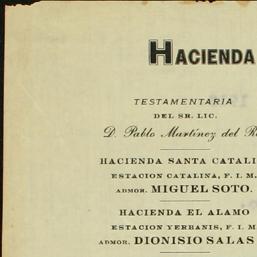 HACIENDA
TESTAMENTARIA
DEL SR. LIC.
D. Pablo Martínez del
HACIENDA SANTA
ESTACION CATALINA, F. I. M.
ADMOR. MIGUEL SOTO.
HACIENDA EL ALAMO
ESTACION YERBANIS, F. I. M
ADMOR. DIONISIO SALAS